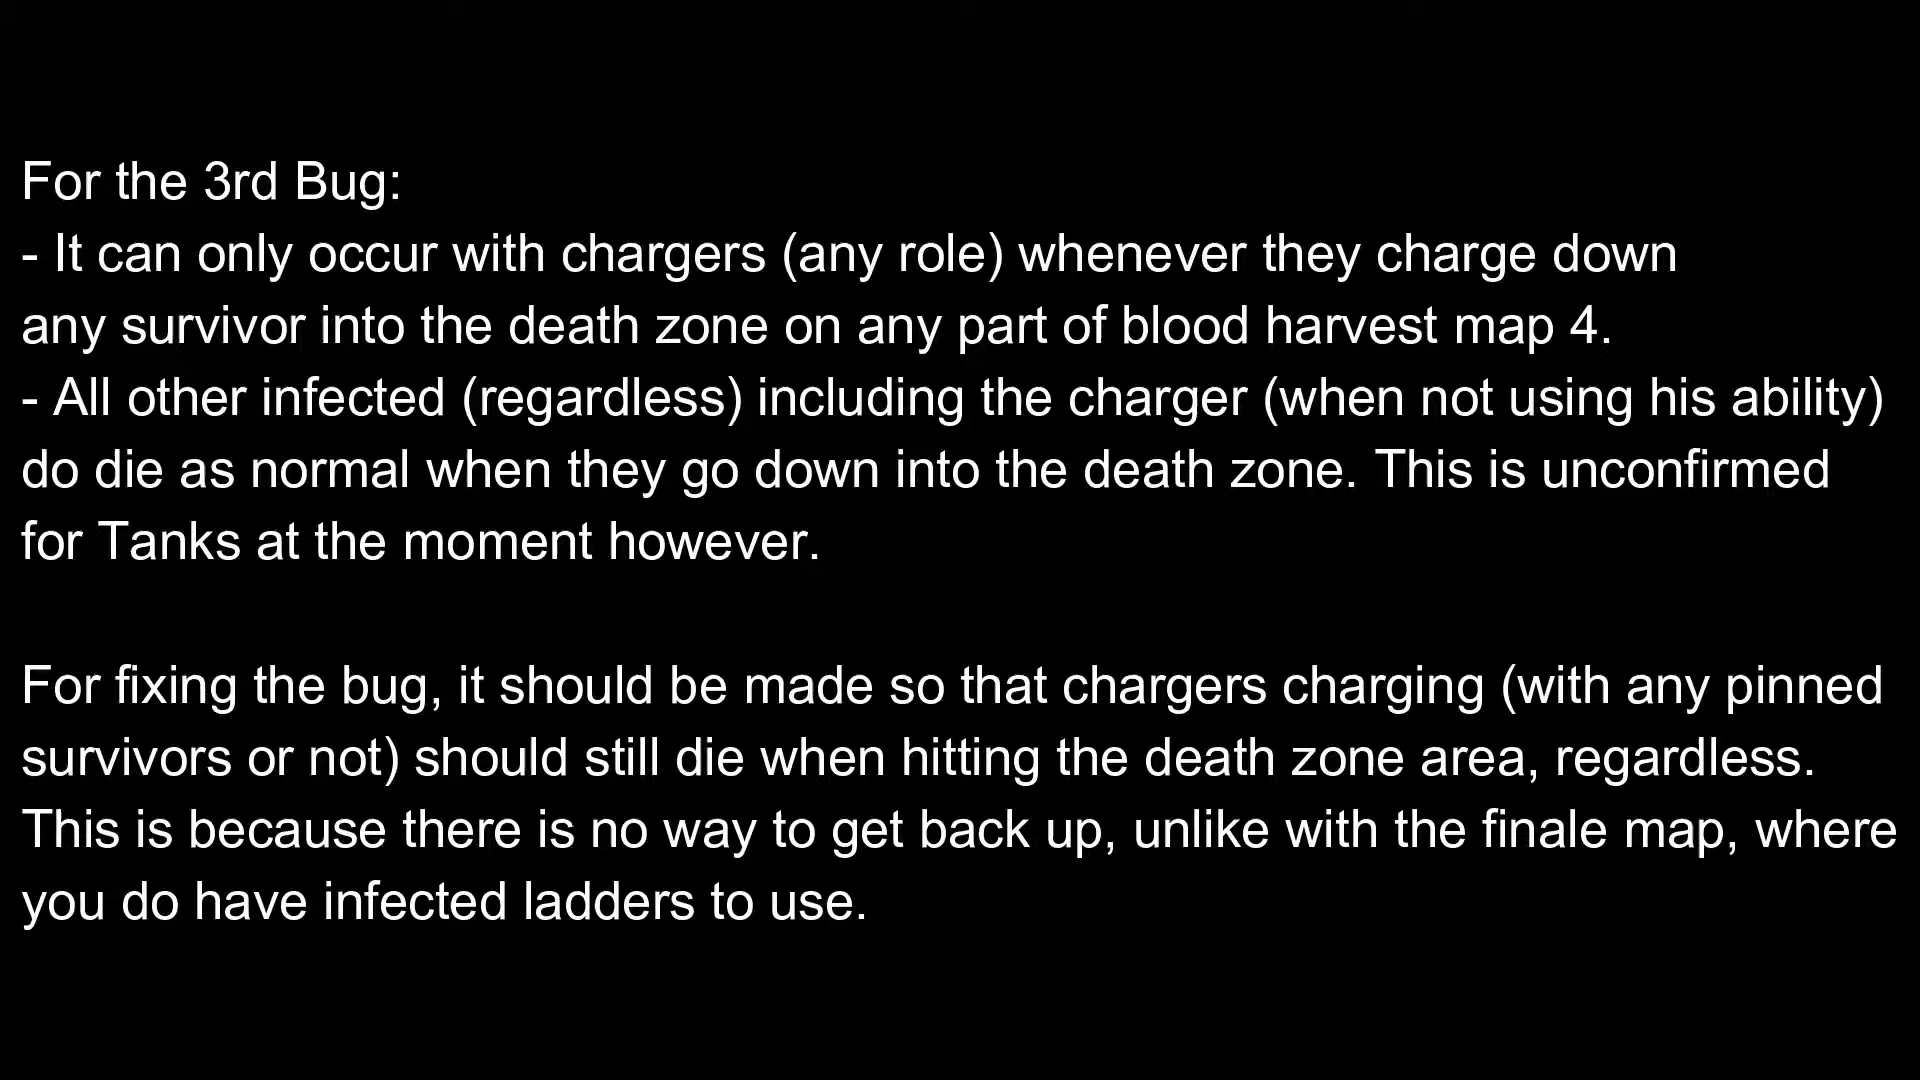 For the 3rd Bug:
- It can only occur with chargers (any role) whenever they charge down
any survivor into the death zone on any part of blood harvest map 4.
- All other infected (regardless) including the charger (when not using his ability)
do die as normal when they go down into the death zone. This is unconfirmed
for Tanks at the moment however.
For fixing the bug, it should be made so that chargers charging (with any pinned
survivors or not) should still die when hitting the death zone area, regardless.
This is because there is no way to get back up, unlike with the finale map, where
you do have infected ladders to use.